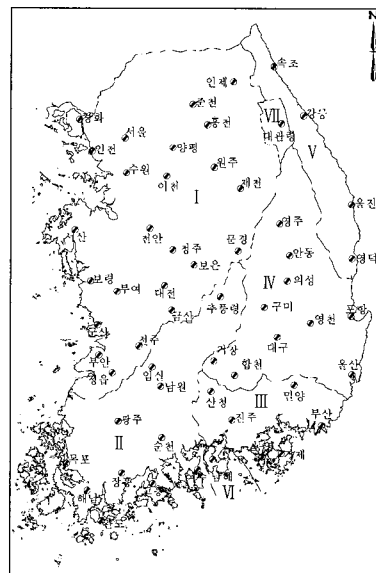 N
속초
인제
춘천
강릉
강화
홍천
VII
대관령
서울
V
양평
인천
원주
수원
이천
제천
I
울진
영주
천안
문경
청주
안동
영덕
보은
IV
의성
보령
부여
대전
추풍령
구미
포항
금산
영천
군산
전주
대구
부안
거창
합천
울산
임실
정읍
남원
III
밀양
산청
광주
진주
부산
II
순천
목포
거제
장흥
남해
해남
VI
완도